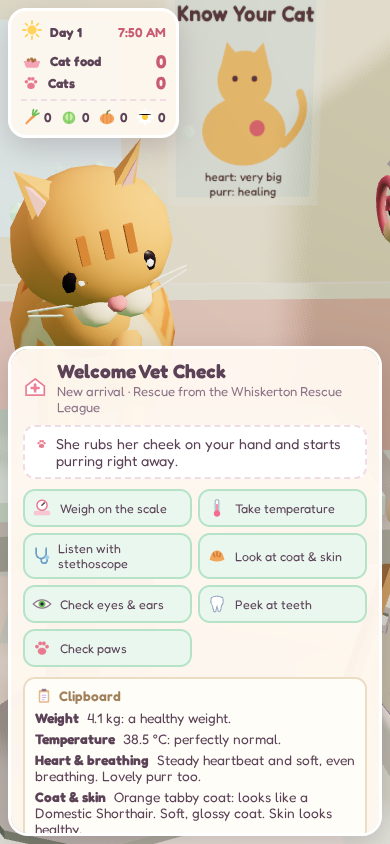 Know Your Cat
Day 1 7:50 AM
Cat food 0
Cats 0
0 0 0 0
heart: very big
purr: healing
Welcome Vet Check
New arrival · Rescue from the Whiskerton Rescue
League
She rubs her cheek on your hand and starts
purring right away.
Weigh on the scale
Take temperature
Listen with
stethoscope
Look at coat & skin
Check eyes & ears
Peek at teeth
Check paws
Clipboard
Weight 4.1 kg: a healthy weight.
Temperature 38.5 °C: perfectly normal.
Heart & breathing Steady heartbeat and soft, even
breathing. Lovely purr too.
Coat & skin Orange tabby coat: looks like a
Domestic Shorthair. Soft, glossy coat. Skin looks
healthy.